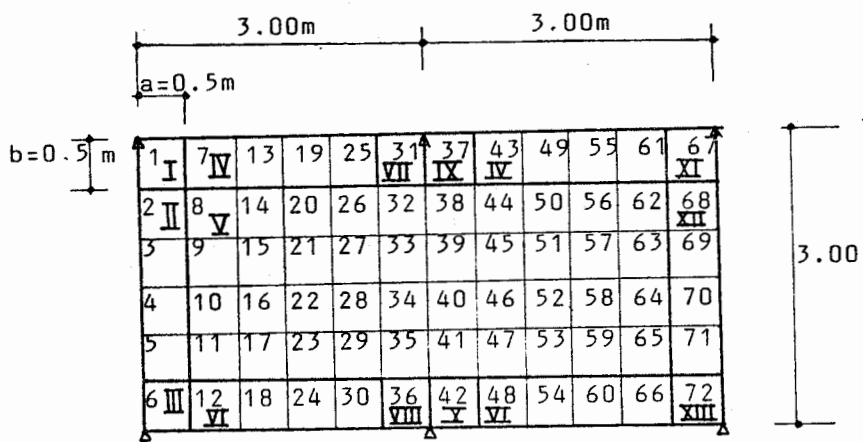 3.00m 3.00m
a=0.5m
b=0.5 m
1 I 7 IV 13 19 25 31 VII 37 IX 43 IV 49 55 61 67 XI
2 II 8 V 14 20 26 32 38 44 50 56 62 68 XII
3 9 15 21 27 33 39 45 51 57 63 69
3.00
4 10 16 22 28 34 40 46 52 58 64 70
5 11 17 23 29 35 41 47 53 59 65 71
6 III 12 VI 18 24 30 36 VIII 42 X 48 VI 54 60 66 72 XIII